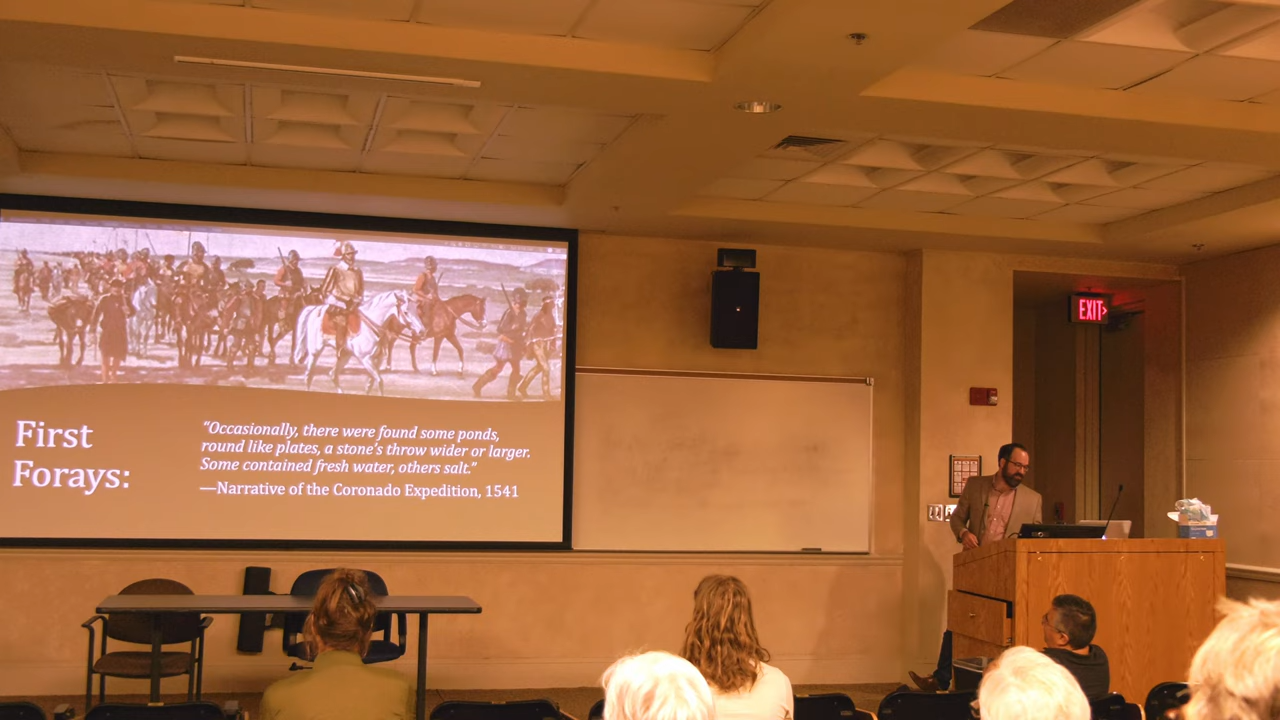 First
Forays:
“Occasionally, there were found some ponds,
round like plates, a stone’s throw wider or larger.
Some contained fresh water, others salt.”
—Narrative of the Coronado Expedition, 1541
EXIT